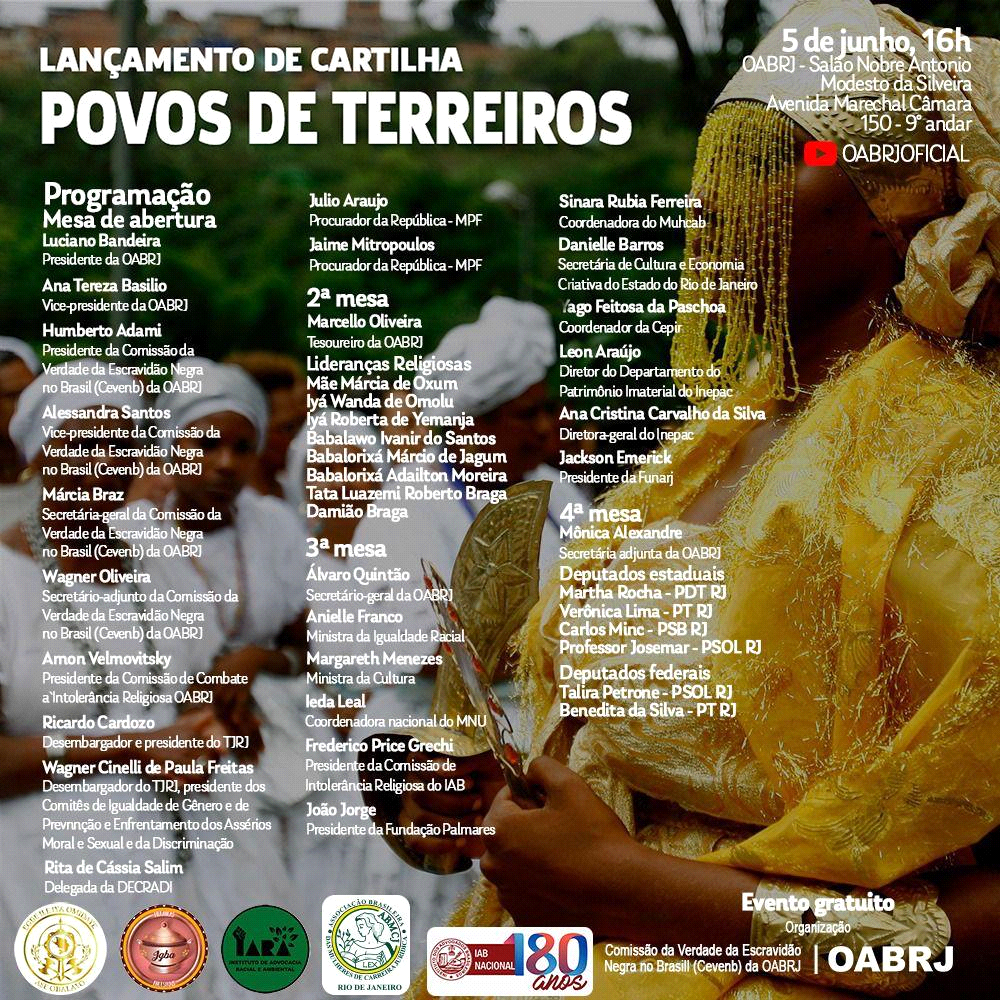 LANÇAMENTO DE CARTILHA
POVOS DE TERREIROS
5 de junho, 16h
OABRJ - Salão Nobre Antonio
Modesto da Silveira
Avenida Marechal Câmara
150 - 9° andar
OABRJOFICIAL
Programação
Mesa de abertura
Luciano Bandeira
Presidente da OABRJ
Ana Tereza Basilio
Vice-presidente da OABRJ
Humberto Adami
Presidente da Comissão da
Verdade da Escravidão Negra
no Brasil (Cevenb) da OABRJ
Alessandra Santos
Vice-presidente da Comissão da
Verdade da Escravidão Negra
no Brasil (Cevenb) da OABRJ
Márcia Braz
Secretária-geral da Comissão da
Verdade da Escravidão Negra
no Brasil (Cevenb) da OABRJ
Wagner Oliveira
Secretário-adjunto da Comissão da
Verdade da Escravidão Negra
no Brasil (Cevenb) da OABRJ
Arnon Velmovitsky
Presidente da Comissão de Combate
a`Intolerância Religiosa OABRJ
Ricardo Cardozo
Desembargador e presidente do TJRJ
Wagner Cinelli de Paula Freitas
Desembargador do TJRJ, presidente dos
Comitês de Igualdade de Gênero e de
Prevnnção e Enfrentamento dos Assérios
Moral e Sexual e da Discriminação
Rita de Cássia Salim
Delegada da DECRADI
Julio Araujo
Procurador da República - MPF
Jaime Mitropoulos
Procurador da República - MPF
2ª mesa
Marcello Oliveira
Tesoureiro da OABRJ
Lideranças Religiosas
Mãe Márcia de Oxum
Iyá Wanda de Omolu
Iyá Roberta de Yemanja
Babalawo Ivanir do Santos
Babalorixá Márcio de Jagum
Babalorixá Adailton Moreira
Tata Luazemi Roberto Braga
Damião Braga
3ª mesa
Álvaro Quintão
Secretário-geral da OABRJ
Anielle Franco
Ministra da Igualdade Racial
Margareth Menezes
Ministra da Cultura
Ieda Leal
Coordenadora nacional do MNU
Frederico Price Grechi
Presidente da Comissão de
Intolerância Religiosa do IAB
João Jorge
Presidente da Fundação Palmares
Sinara Rubia Ferreira
Coordenadora do Muhcab
Danielle Barros
Secretária de Cultura e Economia
Criativa do Estado do Rio de Janeiro
Yago Feitosa da Paschoa
Coordenador da Cepir
Leon Araújo
Diretor do Departamento do
Patrimônio Imaterial do Inepac
Ana Cristina Carvalho da Silva
Diretora-geral do Inepac
Jackson Emerick
Presidente da Funarj
4ª mesa
Mônica Alexandre
Secretária adjunta da OABRJ
Deputados estaduais
Martha Rocha - PDT RJ
Verônica Lima - PT RJ
Carlos Minc - PSB RJ
Professor Josemar - PSOL RJ
Deputados federais
Talira Petrone - PSOL RJ
Benedita da Silva - PT RJ
Evento gratuito
Organização
Comissão da Verdade da Escravidão
Negra no Brasill (Cevenb) da OABRJ
OABRJ
Igba
IARA
INSTITUTO DE ADVOCACIA
RACIAL E AMBIENTAL
ASSOCIAÇÃO BRASILEIRA
DAS MULHERES DE CARREIRA JURÍDICA
ABMCJ
LEX
RIO DE JANEIRO
IAB
NACIONAL
180
anos